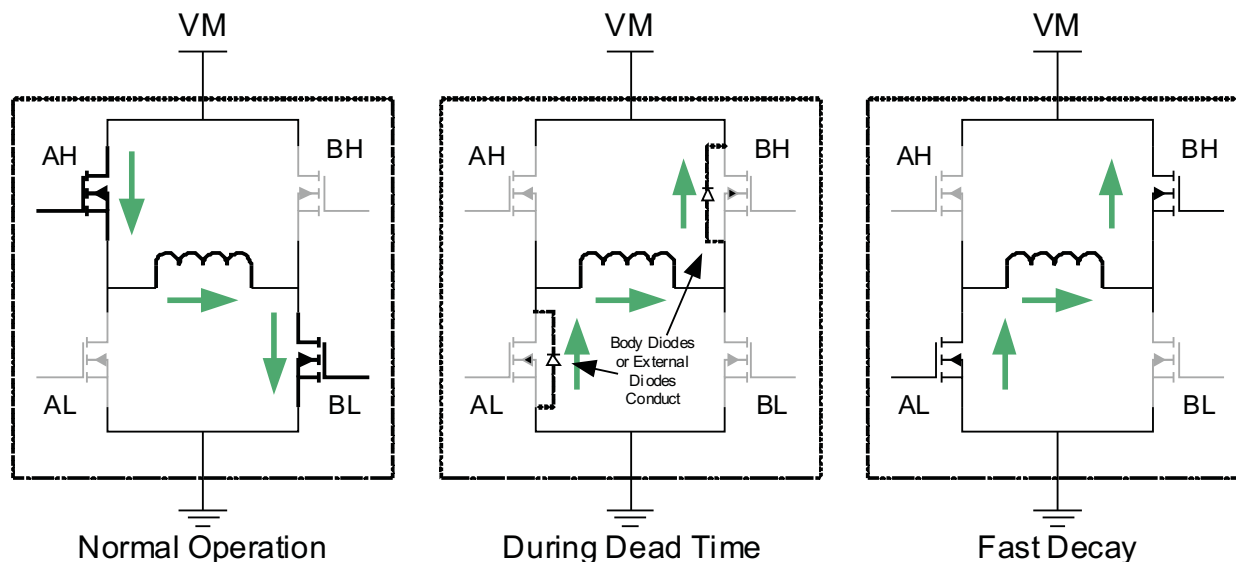 VM
AH
BH
AL
BL
Normal Operation
VM
AH
BH
Body Diodes
or External
Diodes
Conduct
AL
BL
During Dead Time
VM
AH
BH
AL
BL
Fast Decay